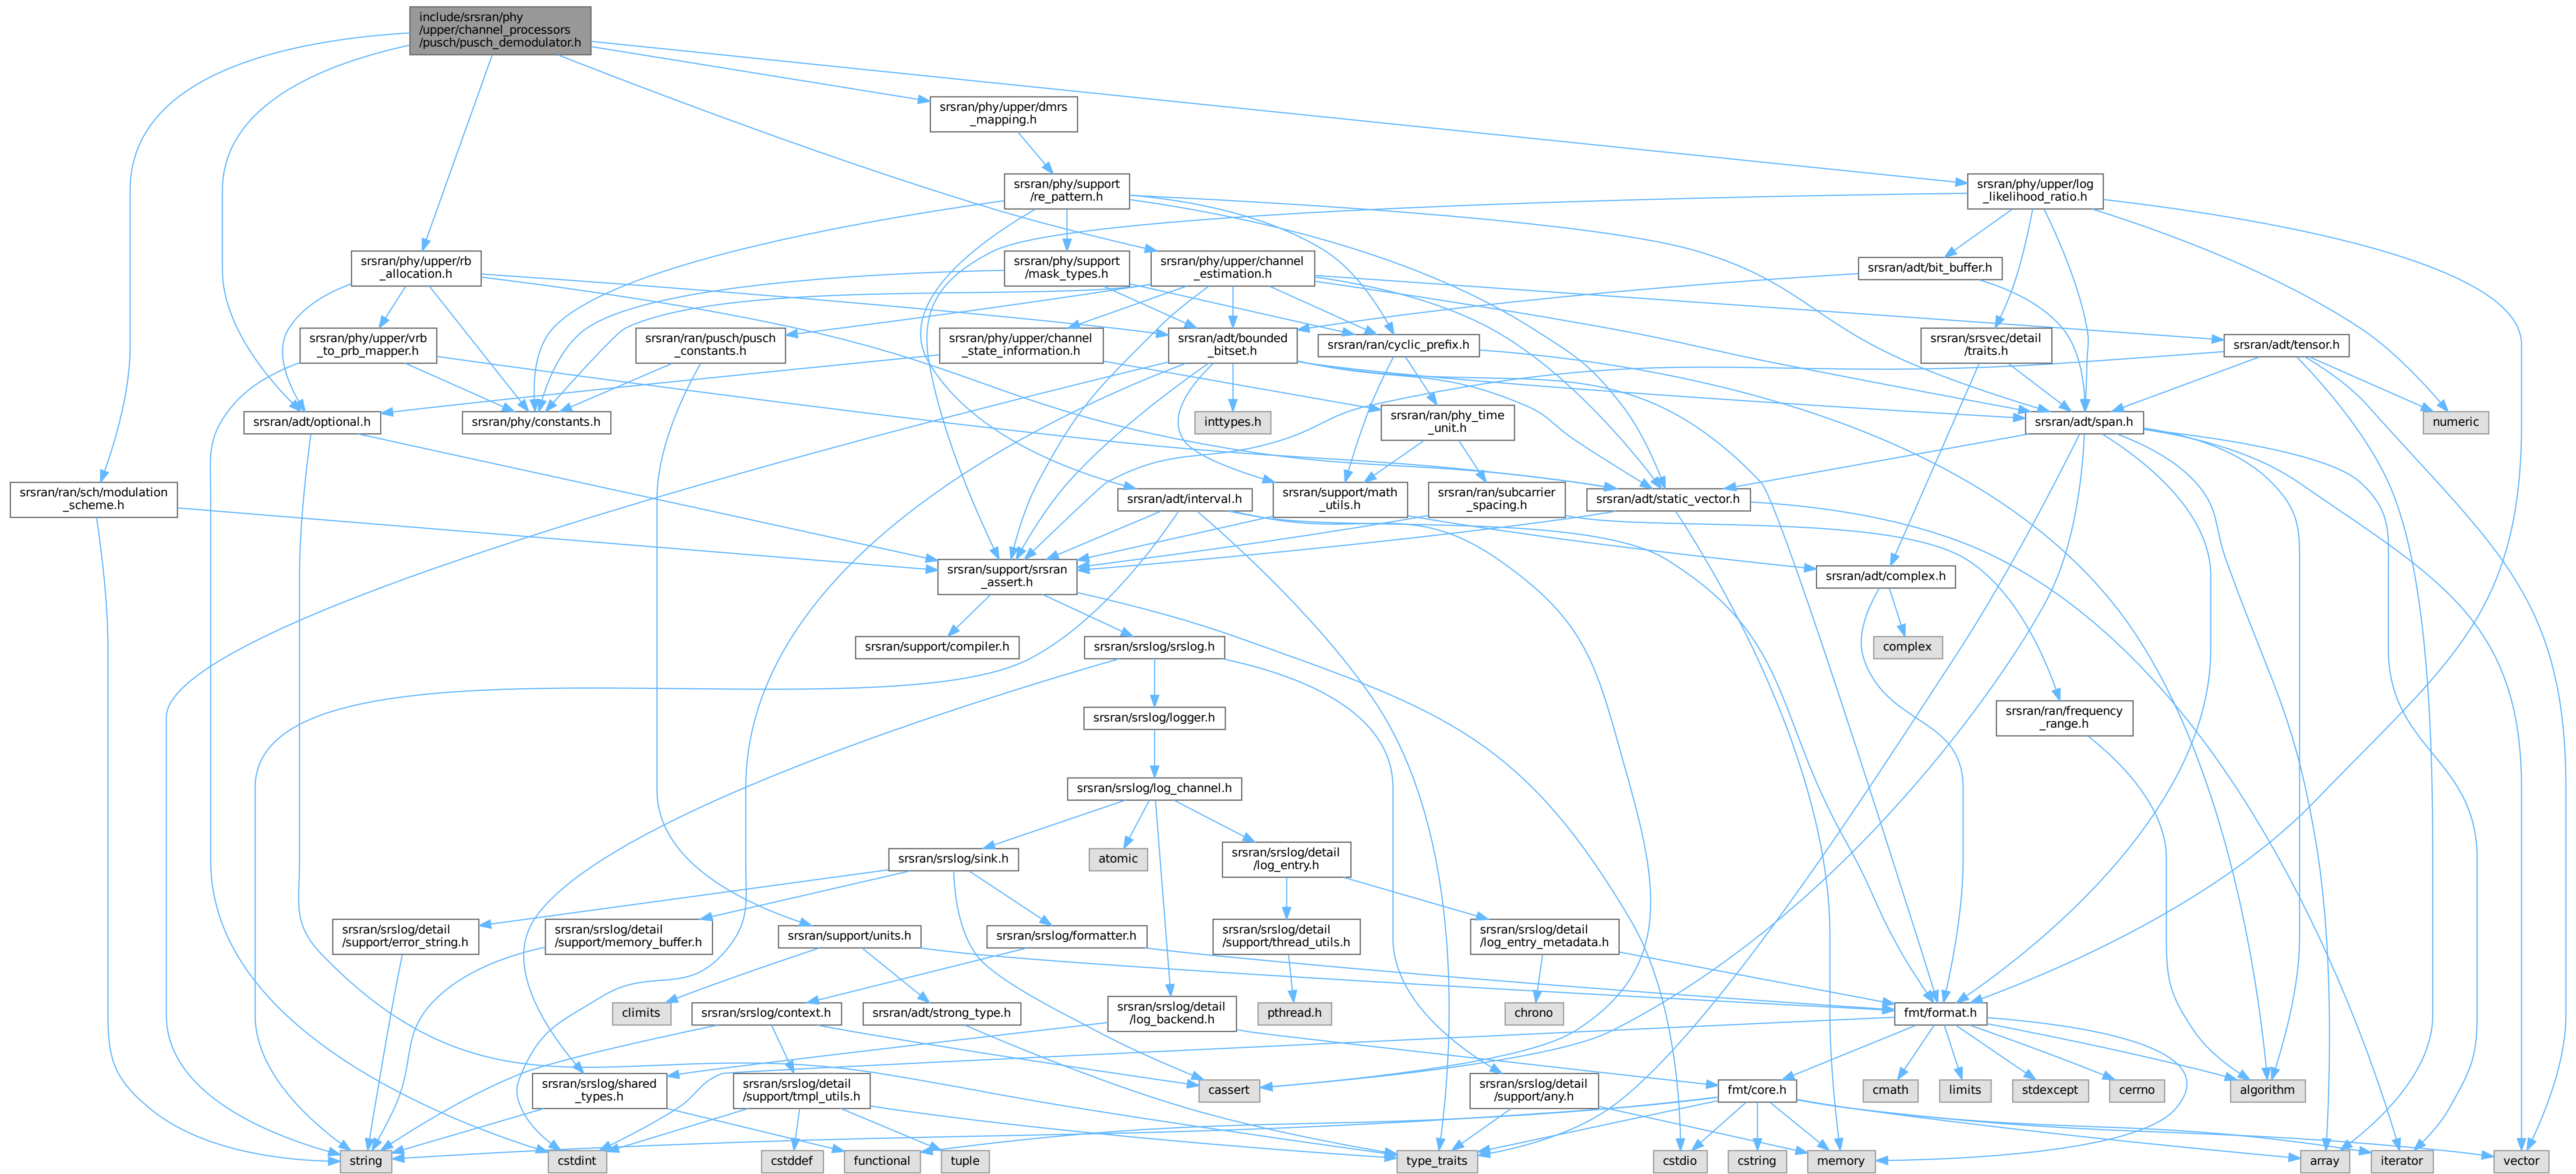 include/srsran/phy
/upper/channel_processors
/pusch/pusch_demodulator.h
srsran/phy/upper/dmrs
_mapping.h
srsran/phy/support
/re_pattern.h
srsran/phy/upper/log
_likelihood_ratio.h
srsran/phy/upper/rb
_allocation.h
srsran/phy/support
/mask_types.h
srsran/phy/upper/channel
_estimation.h
srsran/adt/bit_buffer.h
srsran/phy/upper/vrb
_to_prb_mapper.h
srsran/ran/pusch/pusch
_constants.h
srsran/phy/upper/channel
_state_information.h
srsran/adt/bounded
_bitset.h
srsran/ran/cyclic_prefix.h
srsran/srsvec/detail
/traits.h
srsran/adt/tensor.h
srsran/adt/optional.h
srsran/phy/constants.h
inttypes.h
srsran/ran/phy_time
_unit.h
srsran/adt/span.h
numeric
srsran/ran/sch/modulation
_scheme.h
srsran/adt/interval.h
srsran/support/math
_utils.h
srsran/ran/subcarrier
_spacing.h
srsran/adt/static_vector.h
srsran/support/srsran
_assert.h
srsran/adt/complex.h
srsran/support/compiler.h
srsran/srslog/srslog.h
complex
srsran/srslog/logger.h
srsran/ran/frequency
_range.h
srsran/srslog/log_channel.h
srsran/srslog/sink.h
atomic
srsran/srslog/detail
/log_entry.h
srsran/srslog/detail
/support/error_string.h
srsran/srslog/detail
/support/memory_buffer.h
srsran/support/units.h
srsran/srslog/formatter.h
srsran/srslog/detail
/support/thread_utils.h
srsran/srslog/detail
/log_entry_metadata.h
climits
srsran/srslog/context.h
srsran/adt/strong_type.h
srsran/srslog/detail
/log_backend.h
pthread.h
chrono
fmt/format.h
srsran/srslog/shared
_types.h
srsran/srslog/detail
/support/tmpl_utils.h
cassert
srsran/srslog/detail
/support/any.h
fmt/core.h
cmath
limits
stdexcept
cerrno
algorithm
string
cstdint
cstddef
functional
tuple
type_traits
cstdio
cstring
memory
array
iterator
vector